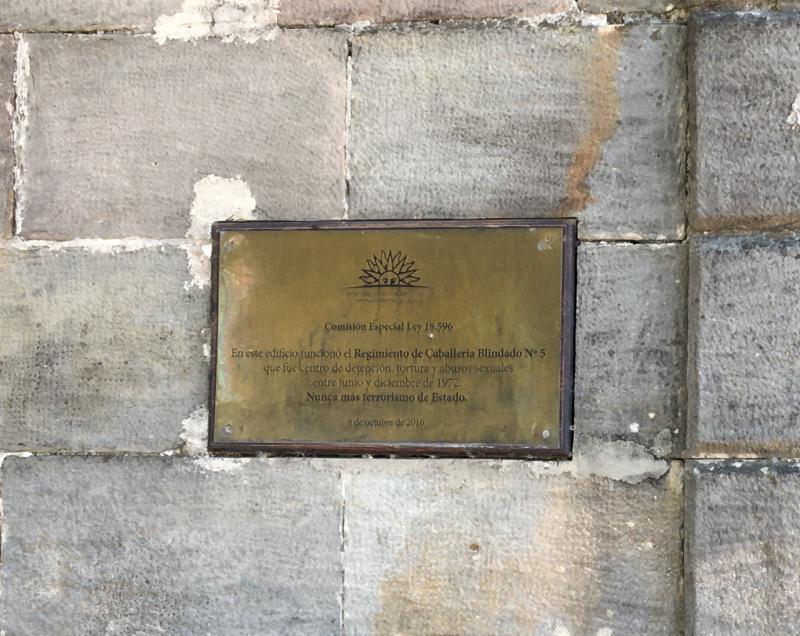 Comisión Especial Ley 18.596
En este edificio funcionó el Regimiento de Caballería Blindado Nº 5
que fue centro de detención, tortura y abusos sexuales
entre junio y diciembre de 1972.
Nunca más terrorismo de Estado.
8 de octubre de 2016